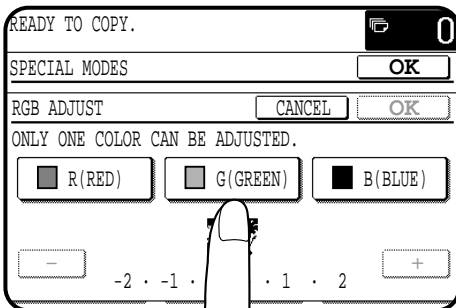 READY TO COPY. 0
SPECIAL MODES OK
RGB ADJUST CANCEL OK
ONLY ONE COLOR CAN BE ADJUSTED.
R(RED) G(GREEN) B(BLUE)
− +
-2 · -1 · · 1 · 2